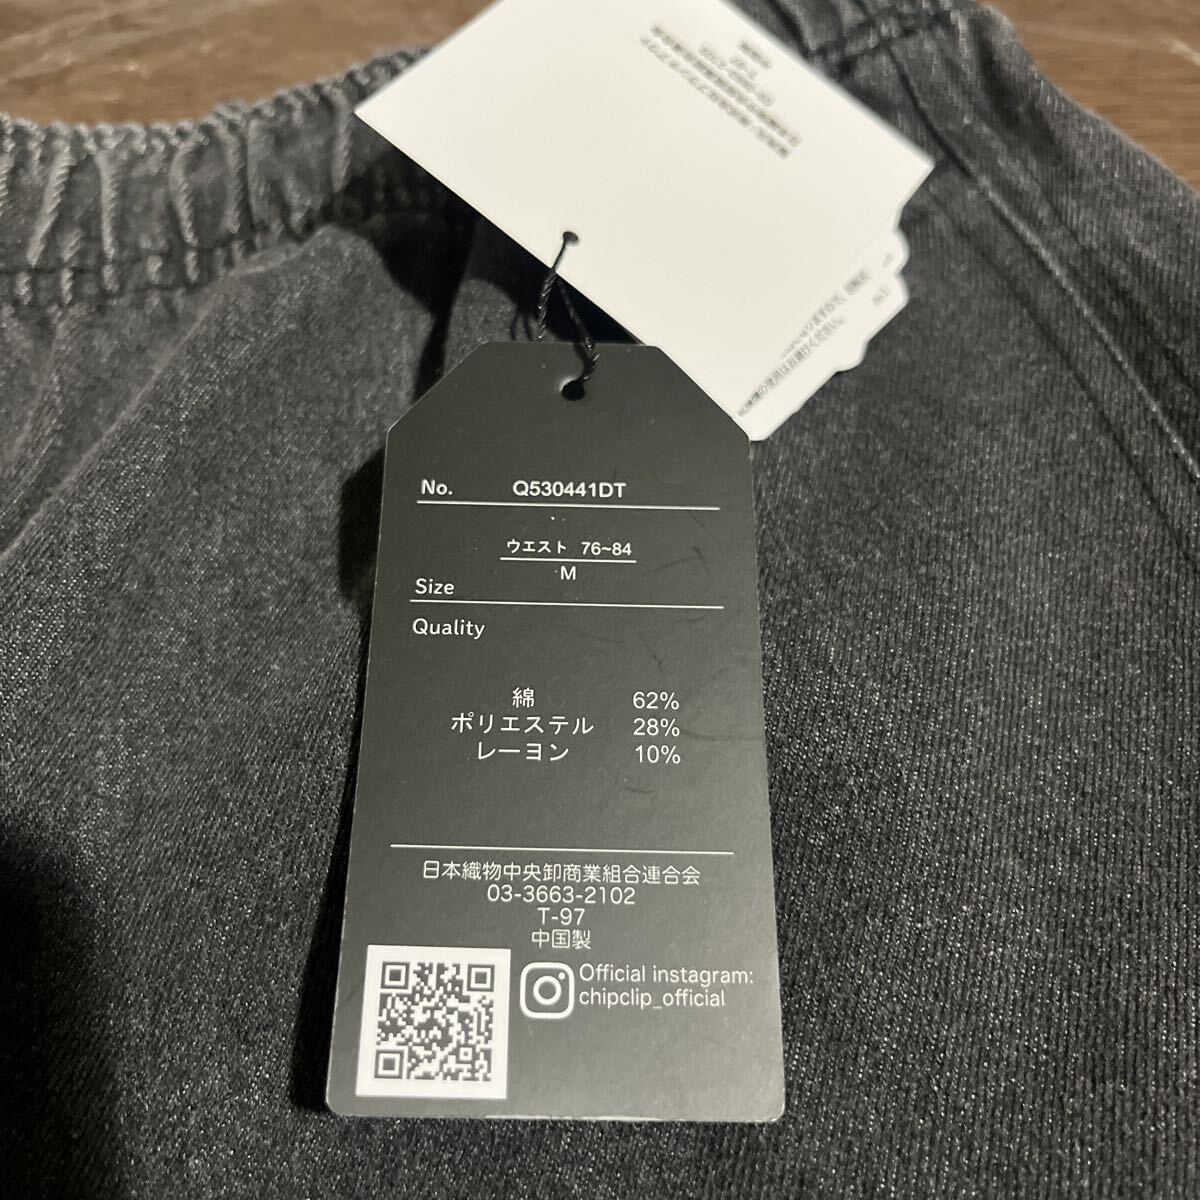 No. Q530441DT
ウエスト 76~84
M
Size
Quality
綿 62%
ポリエステル 28%
レーヨン 10%
日本織物中央卸商業組合連合会
03-3663-2102
T-97
中国製
Official instagram:
chipclip_official